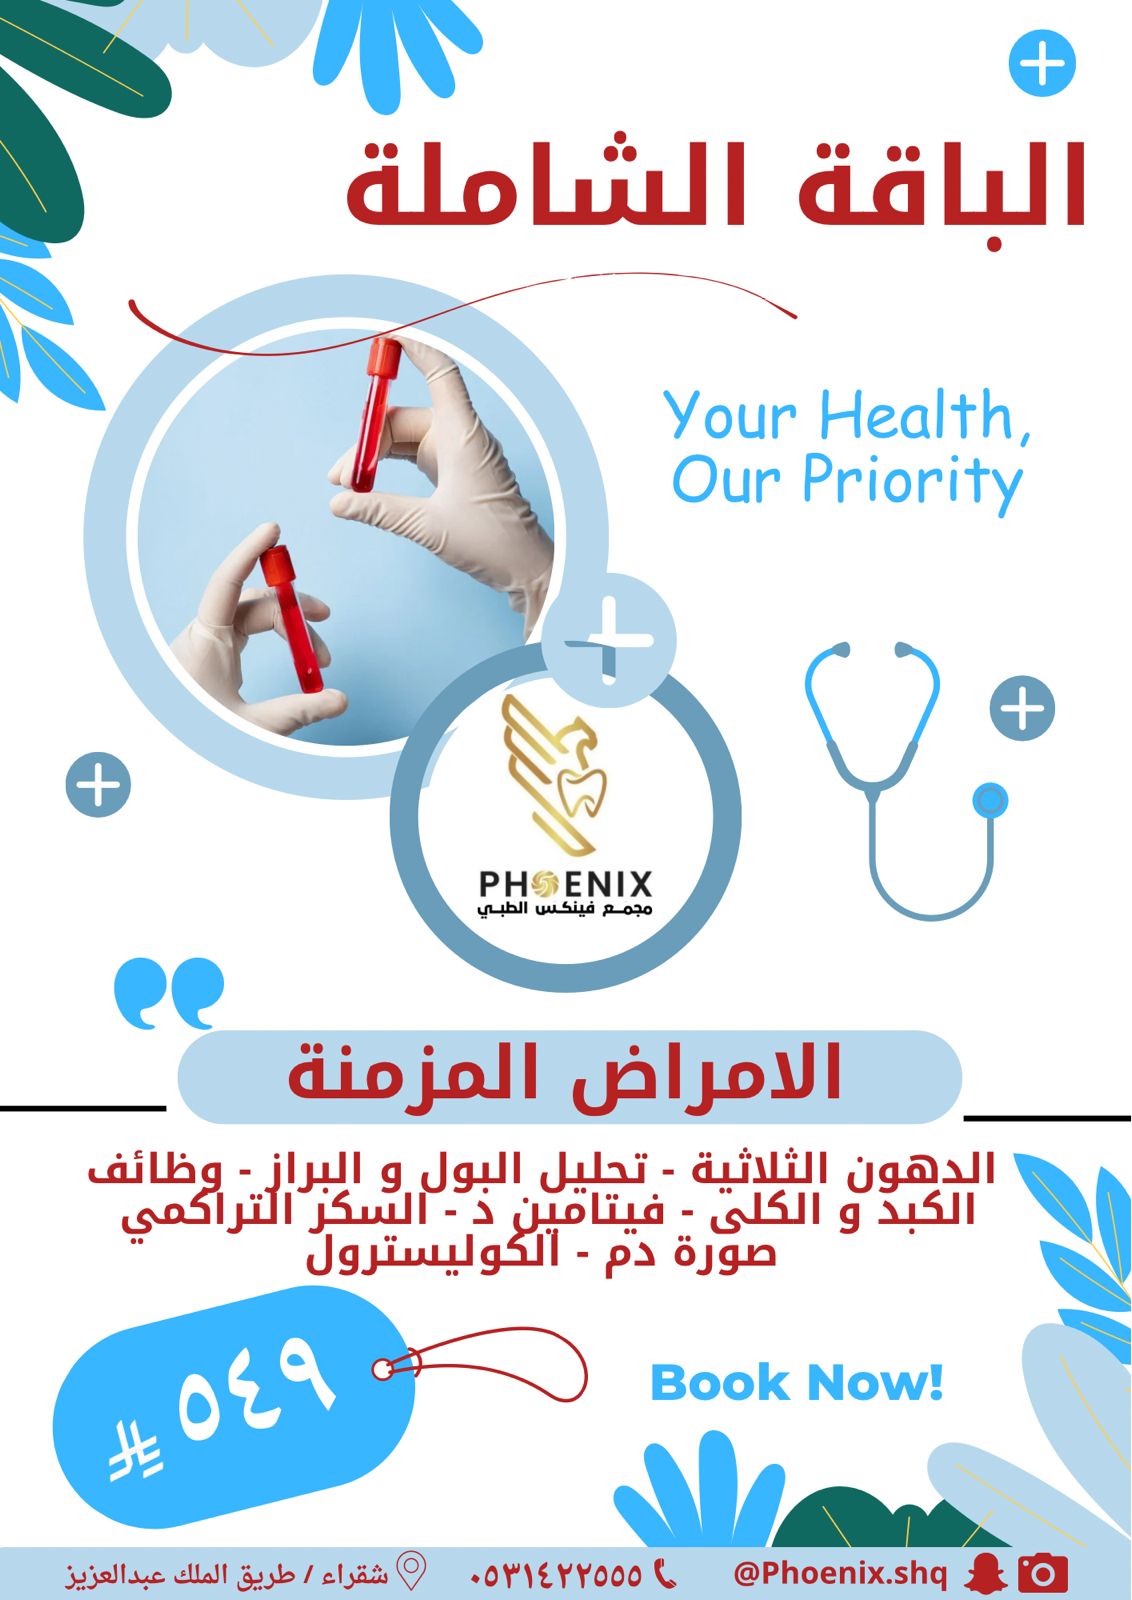 الباقة الشاملة
Your Health,
Our Priority
PHOENIX
مجمع فينكس الطبي
الامراض المزمنة
الدهون الثلاثية - تحليل البول و البراز - وظائف
الكبد و الكلى - فيتامين د - السكر التراكمي
صورة دم - الكوليسترول
٥٤٩
Book Now!
@Phoenix.shq
٠٥٣١٤٢٢٥٥٥
شقراء / طريق الملك عبدالعزيز